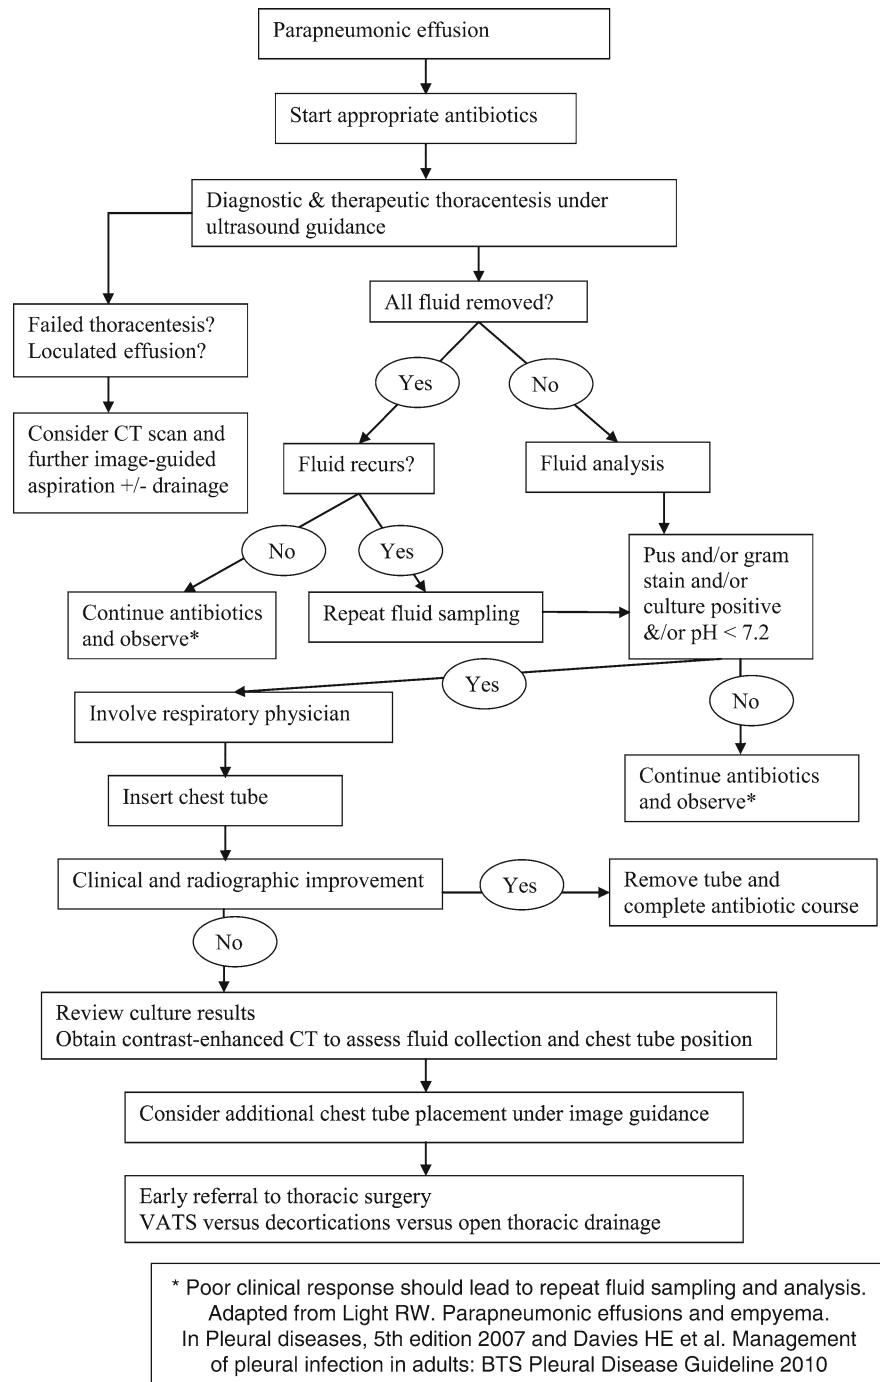 Parapneumonic effusion
Start appropriate antibiotics
Diagnostic & therapeutic thoracentesis under
ultrasound guidance
All fluid removed?
Failed thoracentesis?
Loculated effusion?
Yes
No
Consider CT scan and
further image-guided
aspiration +/- drainage
Fluid recurs?
Fluid analysis
No
Yes
Pus and/or gram
stain and/or
culture positive
&/or pH < 7.2
Continue antibiotics
and observe*
Repeat fluid sampling
Yes
No
Involve respiratory physician
Continue antibiotics
and observe*
Insert chest tube
Clinical and radiographic improvement
Yes
Remove tube and
complete antibiotic course
No
Review culture results
Obtain contrast-enhanced CT to assess fluid collection and chest tube position
Consider additional chest tube placement under image guidance
Early referral to thoracic surgery
VATS versus decortications versus open thoracic drainage
* Poor clinical response should lead to repeat fluid sampling and analysis.
Adapted from Light RW. Parapneumonic effusions and empyema.
In Pleural diseases, 5th edition 2007 and Davies HE et al. Management
of pleural infection in adults: BTS Pleural Disease Guideline 2010